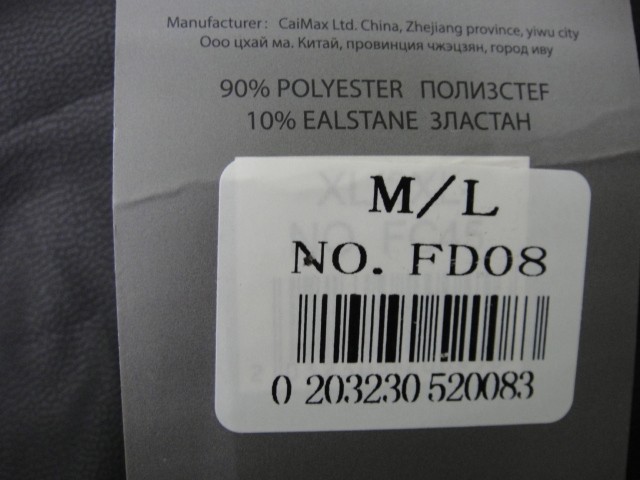 Manufacturer: CaiMax Ltd. China, Zhejiang province, yiwu city
Ооо цхай ма. Китай, провинция чжэцзян, город иву
90% POLYESTER ПОЛИЗСТЕF
10% EALSTANE ЗЛАСТАН
M/L
NO. FD08
0 203230 520083